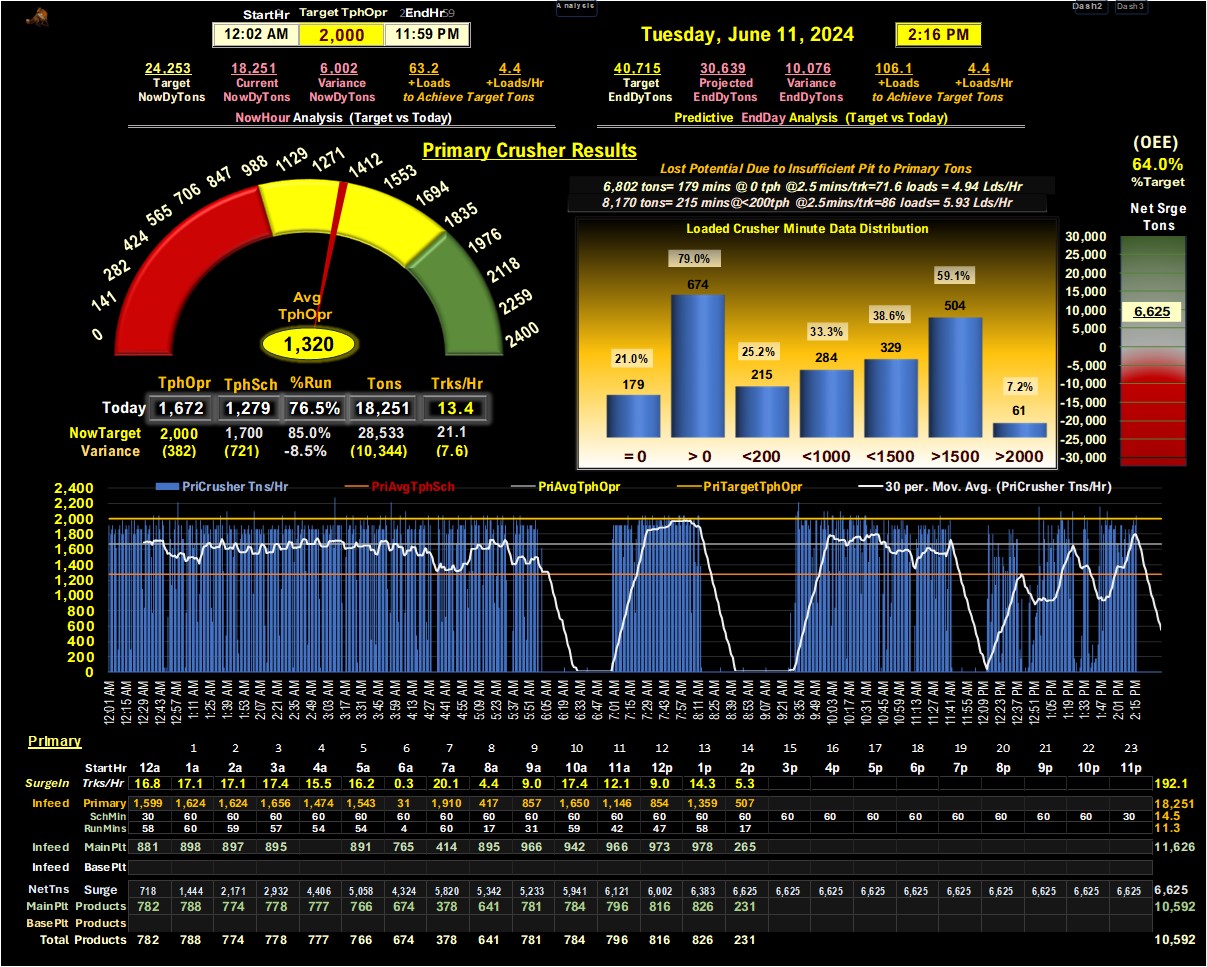 Analysis
Dash2 Dash3
StartHr Target TphOpr EndHr
12:02 AM 2,000 11:59 PM
Tuesday, June 11, 2024 2:16 PM
24,253 18,251 6,002 63.2 4.4
Target Current Variance +Loads +Loads/Hr
NowDyTons NowDyTons NowDyTons to Achieve Target Tons
NowHour Analysis (Target vs Today)
40,715 30,639 10,076 106.1 4.4
Target Projected Variance +Loads +Loads/Hr
EndDyTons EndDyTons EndDyTons to Achieve Target Tons
Predictive EndDay Analysis (Target vs Today)
Primary Crusher Results
0 141 282 424 565 706 847 988 1129 1271 1412 1553 1694 1835 1976 2118 2259 2400
Avg
TphOpr
1,320
Lost Potential Due to Insufficient Pit to Primary Tons
6,802 tons= 179 mins @ 0 tph @2.5 mins/trk=71.6 loads = 4.94 Lds/Hr
8,170 tons= 215 mins@<200tph @2.5mins/trk=86 loads= 5.93 Lds/Hr
(OEE)
64.0%
%Target
Net Srge
Tons
30,000
25,000
20,000
15,000
10,000
5,000
0
-5,000
-10,000
-15,000
-20,000
-25,000
-30,000
6,625
Loaded Crusher Minute Data Distribution
21.0% 79.0% 25.2% 33.3% 38.6% 59.1% 7.2%
179 674 215 284 329 504 61
= 0 > 0 <200 <1000 <1500 >1500 >2000
TphOpr TphSch %Run Tons Trks/Hr
Today 1,672 1,279 76.5% 18,251 13.4
NowTarget 2,000 1,700 85.0% 28,533 21.1
Variance (382) (721) -8.5% (10,344) (7.6)
PriCrusher Tns/Hr PriAvgTphSch PriAvgTphOpr PriTargetTphOpr 30 per. Mov. Avg. (PriCrusher Tns/Hr)
2,400
2,200
2,000
1,800
1,600
1,400
1,200
1,000
800
600
400
200
0
12:01 AM 12:15 AM 12:29 AM 12:43 AM 12:57 AM 1:11 AM 1:25 AM 1:39 AM 1:53 AM 2:07 AM 2:21 AM 2:35 AM 2:49 AM 3:03 AM 3:17 AM 3:31 AM 3:45 AM 3:59 AM 4:13 AM 4:27 AM 4:41 AM 4:55 AM 5:09 AM 5:23 AM 5:37 AM 5:51 AM 6:05 AM 6:19 AM 6:33 AM 6:47 AM 7:01 AM 7:15 AM 7:29 AM 7:43 AM 7:57 AM 8:11 AM 8:25 AM 8:39 AM 8:53 AM 9:07 AM 9:21 AM 9:35 AM 9:49 AM 10:03 AM 10:17 AM 10:31 AM 10:45 AM 10:59 AM 11:13 AM 11:27 AM 11:41 AM 11:55 AM 12:09 PM 12:23 PM 12:37 PM 12:51 PM 1:05 PM 1:19 PM 1:33 PM 1:47 PM 2:01 PM 2:15 PM
Primary
1 2 3 4 5 6 7 8 9 10 11 12 13 14 15 16 17 18 19 20 21 22 23
StartHr 12a 1a 2a 3a 4a 5a 6a 7a 8a 9a 10a 11a 12p 1p 2p 3p 4p 5p 6p 7p 8p 9p 10p 11p
SurgeIn Trks/Hr 16.8 17.1 17.1 17.4 15.5 16.2 0.3 20.1 4.4 9.0 17.4 12.1 9.0 14.3 5.3 192.1
Infeed Primary 1,599 1,624 1,624 1,656 1,474 1,543 31 1,910 417 857 1,650 1,146 854 1,359 507 18,251
SchMin 30 60 60 60 60 60 60 60 60 60 60 60 60 60 60 60 60 60 60 60 60 60 60 30 14.5
RunMins 58 60 59 57 54 54 4 60 17 31 59 42 47 58 17 11.3
Infeed MainPlt 881 898 897 895 891 765 414 895 966 942 966 973 978 265 11,626
Infeed BasePlt
NetTns Surge 718 1,444 2,171 2,932 4,406 5,058 4,324 5,820 5,342 5,233 5,941 6,121 6,002 6,383 6,625 6,625 6,625 6,625 6,625 6,625 6,625 6,625 6,625 6,625 6,625
MainPlt Products 782 788 774 778 777 766 674 378 641 781 784 796 816 826 231 10,592
BasePlt Products
Total Products 782 788 774 778 777 766 674 378 641 781 784 796 816 826 231 10,592